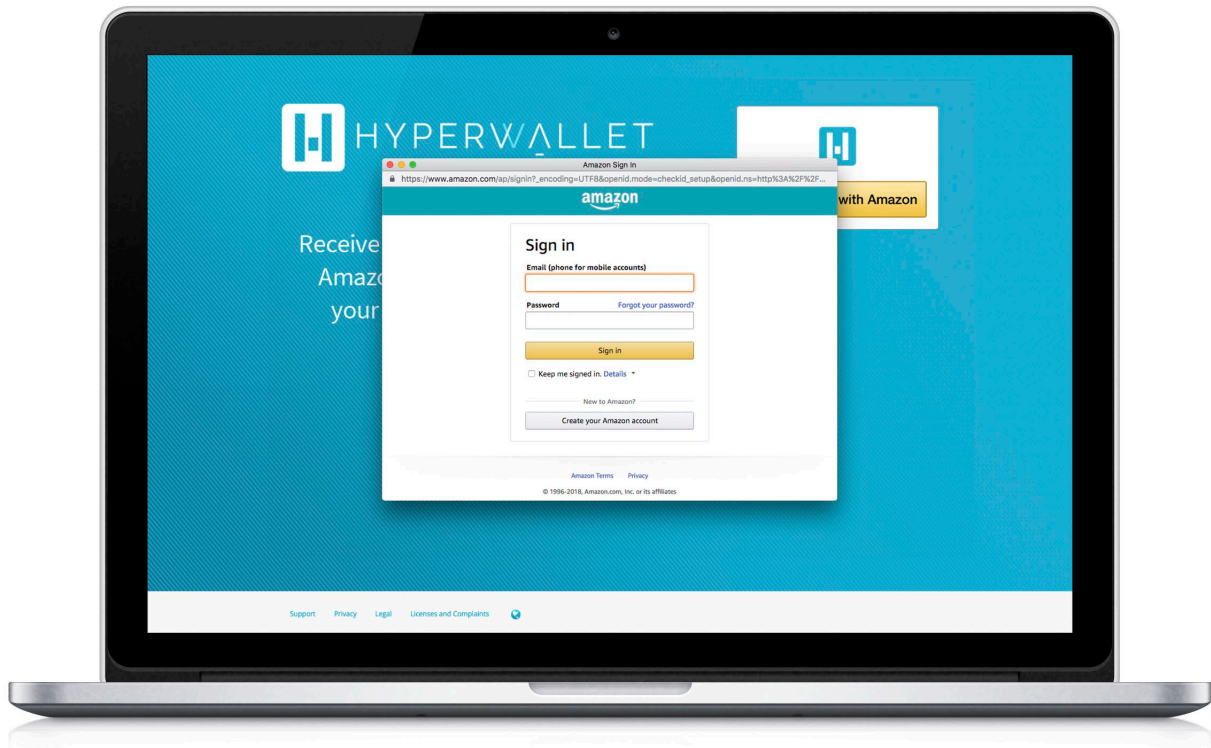 HYPERWALLET
Amazon Sign In
https://www.amazon.com/ap/signin?_encoding=UTF8&openid.mode=checkid_setup&openid.ns=http%3A%2F%2F...
amazon
with Amazon
Receive
Amazo
your
Sign in
Email (phone for mobile accounts)
Password Forgot your password?
Sign in
Keep me signed in. Details
New to Amazon?
Create your Amazon account
Amazon Terms Privacy
© 1996-2018, Amazon.com, Inc. or its affiliates
Support Privacy Legal Licenses and Complaints